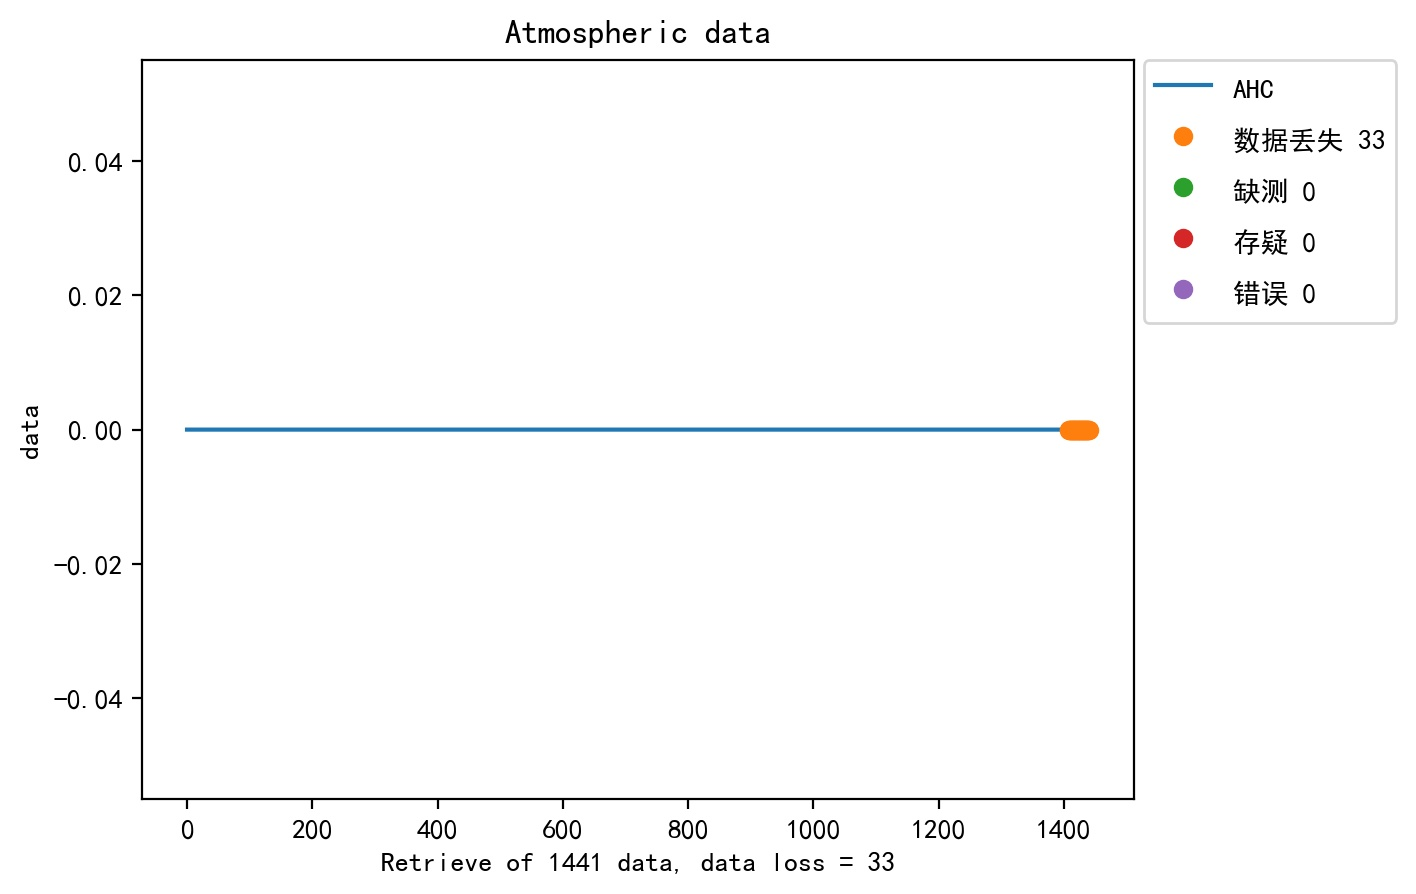 Atmospheric data
AHC
数据丢失 33
缺测 0
存疑 0
错误 0
data
0.04
0.02
0.00
-0.02
-0.04
0 200 400 600 800 1000 1200 1400
Retrieve of 1441 data, data loss = 33